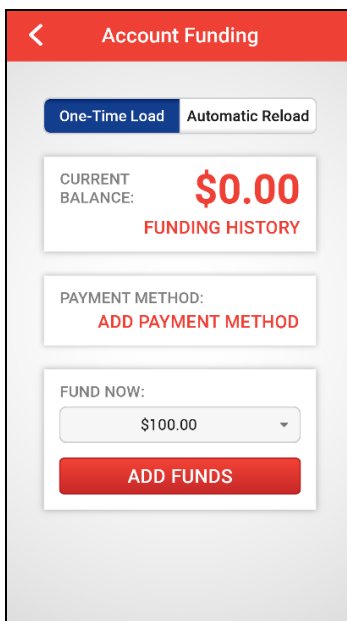 Account Funding
One-Time Load Automatic Reload
CURRENT
BALANCE:
$0.00
FUNDING HISTORY
PAYMENT METHOD:
ADD PAYMENT METHOD
FUND NOW:
$100.00
ADD FUNDS